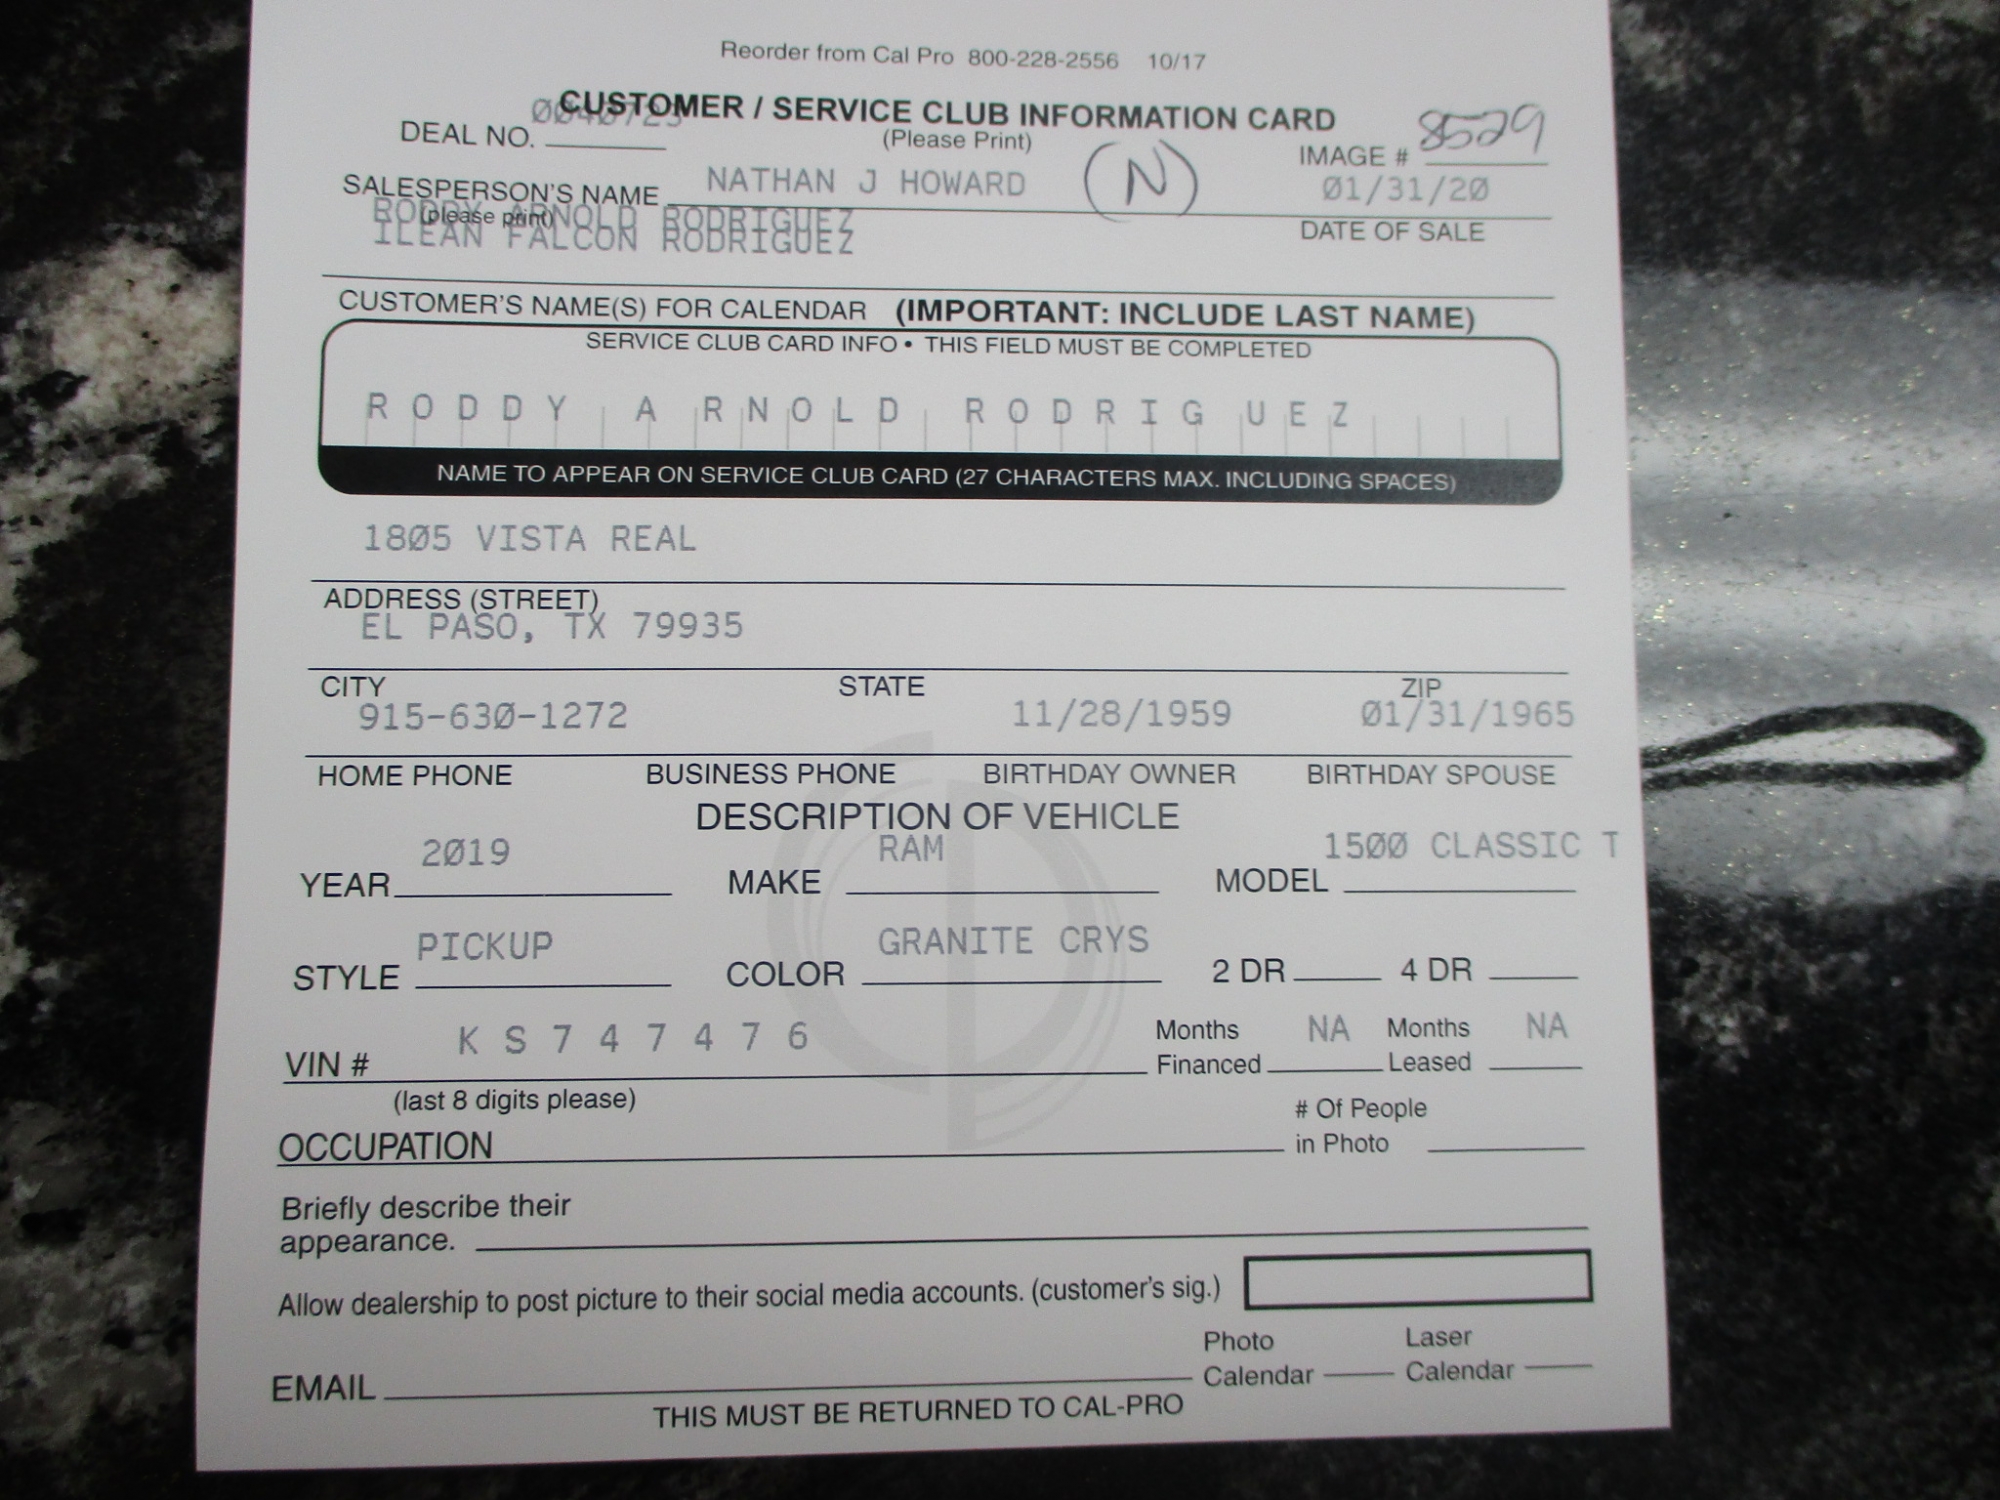 Reorder from Cal Pro 800-228-2556 10/17
CUSTOMER / SERVICE CLUB INFORMATION CARD
DEAL NO. (Please Print) IMAGE # 8529
SALESPERSON'S NAME NATHAN J HOWARD (N) 01/31/20
(please print) RODDY ARNOLD RODRIGUEZ DATE OF SALE
ILEAN FALCON RODRIGUEZ
CUSTOMER'S NAME(S) FOR CALENDAR (IMPORTANT: INCLUDE LAST NAME)
SERVICE CLUB CARD INFO • THIS FIELD MUST BE COMPLETED
RODDY ARNOLD RODRIGUEZ
NAME TO APPEAR ON SERVICE CLUB CARD (27 CHARACTERS MAX. INCLUDING SPACES)
1805 VISTA REAL
ADDRESS (STREET)
EL PASO, TX 79935
CITY STATE ZIP
915-630-1272 11/28/1959 01/31/1965
HOME PHONE BUSINESS PHONE BIRTHDAY OWNER BIRTHDAY SPOUSE
DESCRIPTION OF VEHICLE
YEAR 2019 MAKE RAM MODEL 1500 CLASSIC T
STYLE PICKUP COLOR GRANITE CRYS 2 DR 4 DR
VIN # KS747476 Months Financed NA Months Leased NA
(last 8 digits please)
OCCUPATION # Of People in Photo
Briefly describe their
appearance.
Allow dealership to post picture to their social media accounts. (customer's sig.)
EMAIL Photo Calendar Laser Calendar
THIS MUST BE RETURNED TO CAL-PRO